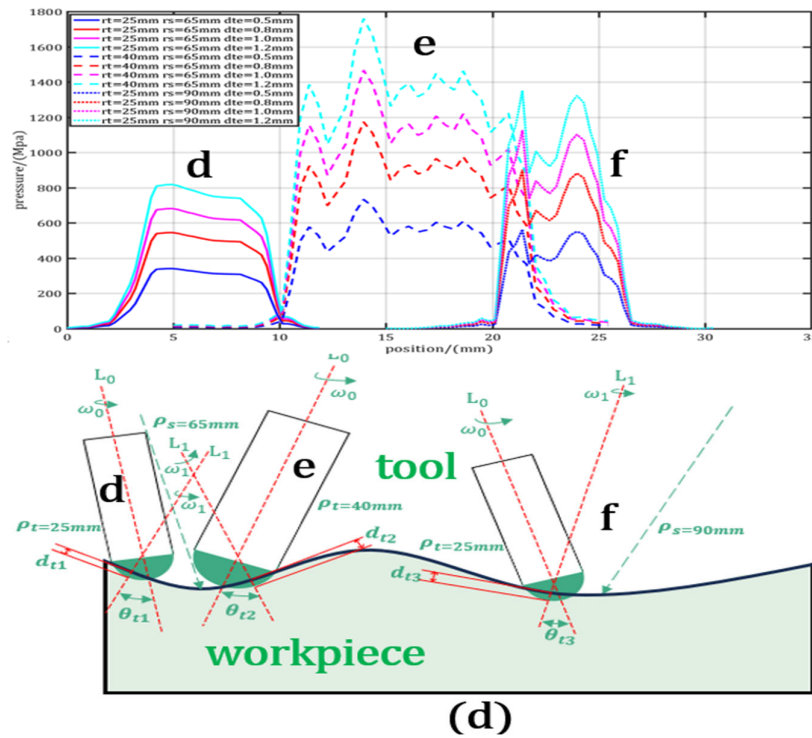 1800
1600
1400
1200
1000
800
600
400
200
0
pressure/(Mpa)
rt=25mm rs=65mm dte=0.5mm
rt=25mm rs=65mm dte=0.8mm
rt=25mm rs=65mm dte=1.0mm
rt=25mm rs=65mm dte=1.2mm
rt=40mm rs=65mm dte=0.5mm
rt=40mm rs=65mm dte=0.8mm
rt=40mm rs=65mm dte=1.0mm
rt=40mm rs=65mm dte=1.2mm
rt=25mm rs=90mm dte=0.5mm
rt=25mm rs=90mm dte=0.8mm
rt=25mm rs=90mm dte=1.0mm
rt=25mm rs=90mm dte=1.2mm
d
e
f
0 5 10 15 20 25 30
position/(mm)
L₀
ω₀
ρs=65mm
L₁
L₁
ω₁
ω₁
L₀
ω₀
L₀
ω₀
L₁
ω₁
d
e
f
tool
ρt=25mm
dt1
θt1
ρt=40mm
dt2
θt2
ρt=25mm
dt3
θt3
ρs=90mm
workpiece
(d)